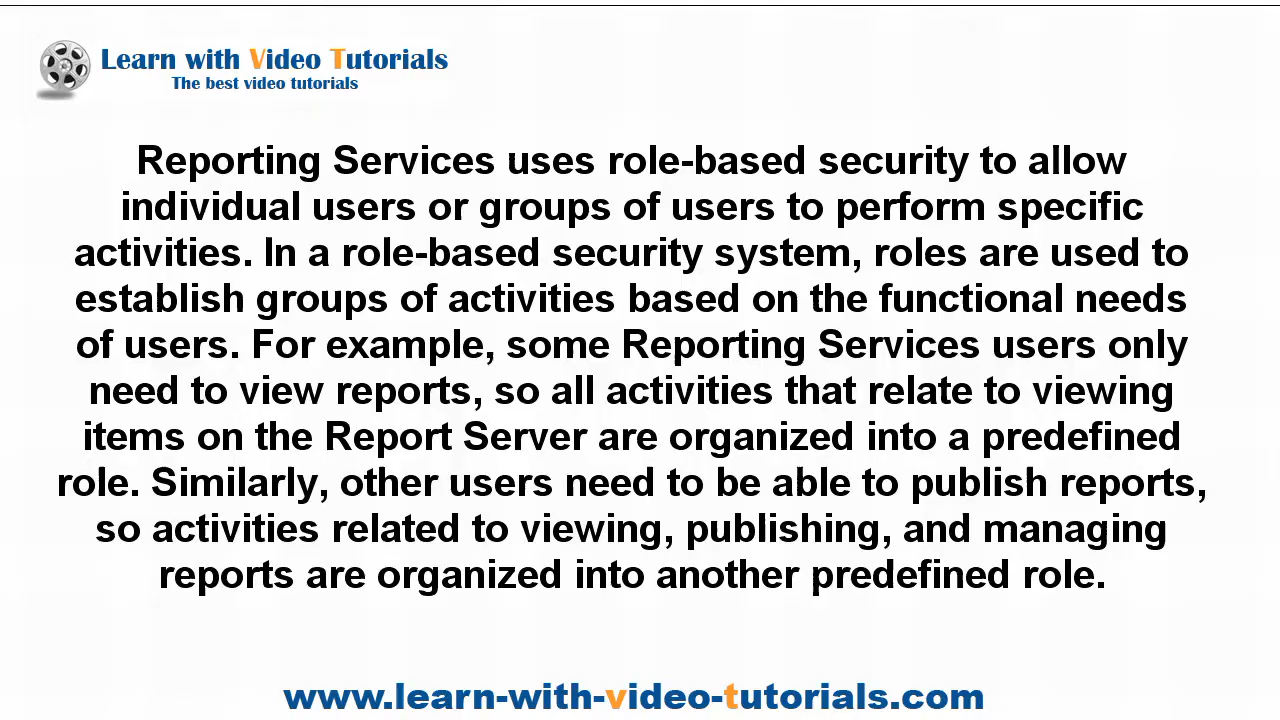 Learn with Video Tutorials
The best video tutorials
Reporting Services uses role-based security to allow
individual users or groups of users to perform specific
activities. In a role-based security system, roles are used to
establish groups of activities based on the functional needs
of users. For example, some Reporting Services users only
need to view reports, so all activities that relate to viewing
items on the Report Server are organized into a predefined
role. Similarly, other users need to be able to publish reports,
so activities related to viewing, publishing, and managing
reports are organized into another predefined role.
www.learn-with-video-tutorials.com